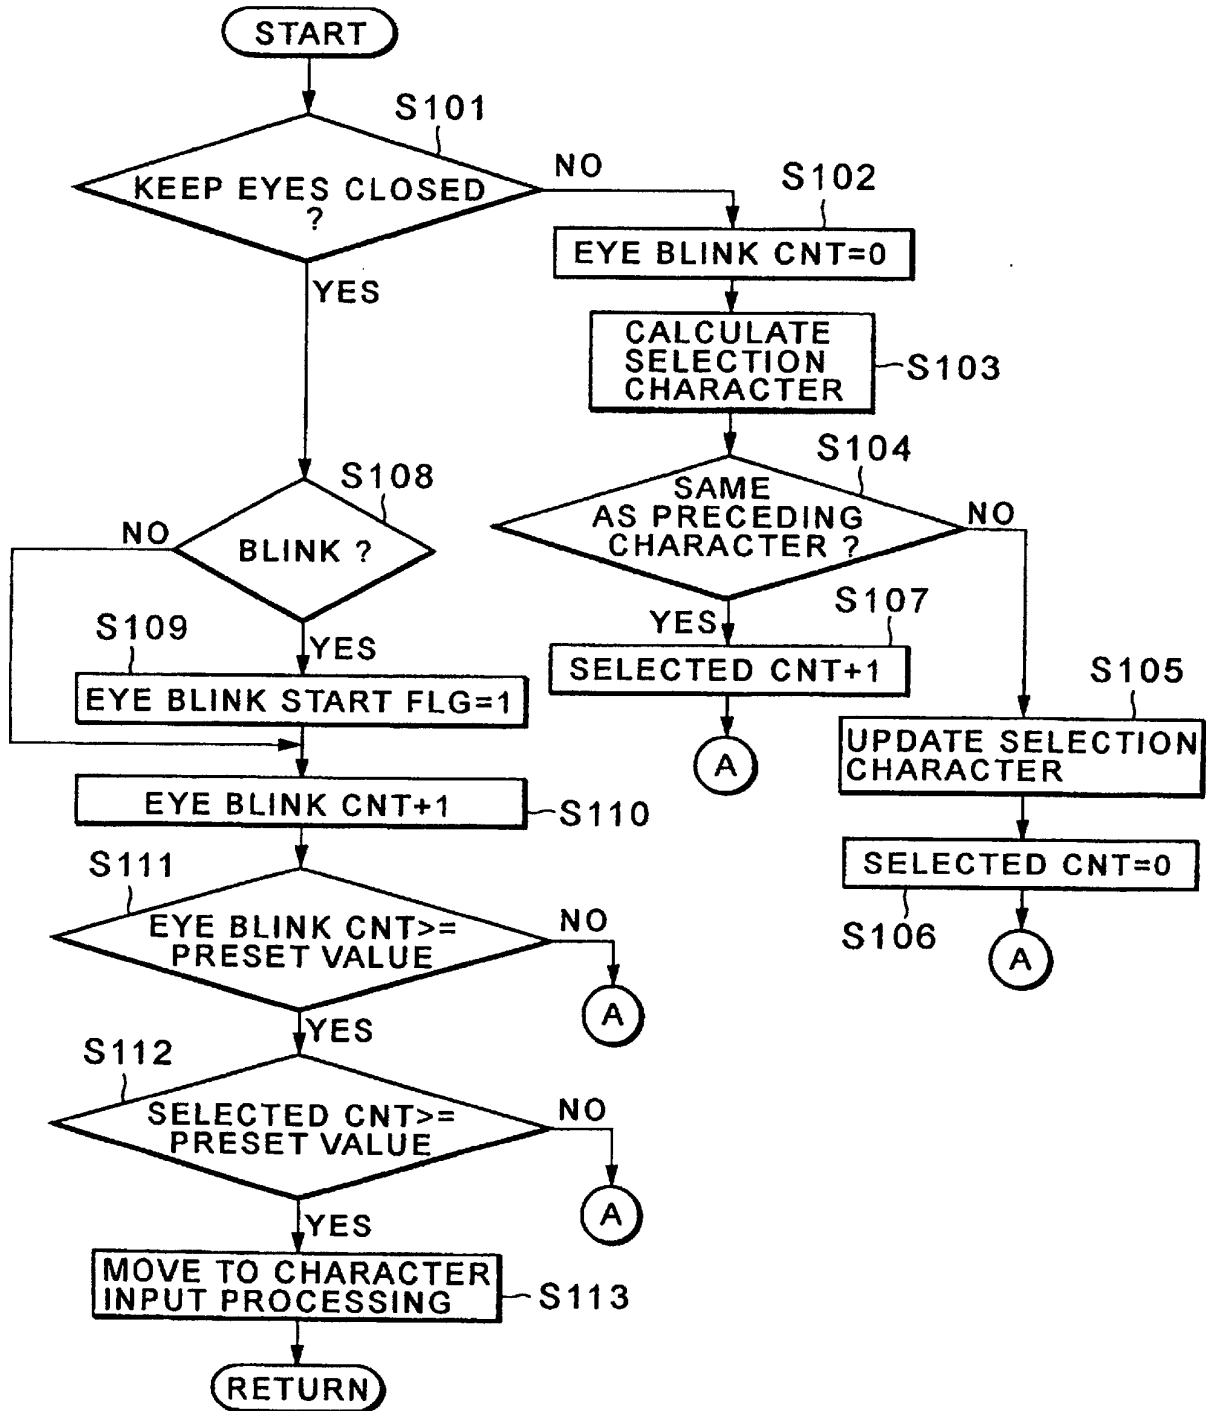 START
S101
KEEP EYES CLOSED
?
NO
YES
S102
EYE BLINK CNT=0
CALCULATE
SELECTION
CHARACTER
S103
S104
SAME
AS PRECEDING
CHARACTER ?
NO
YES
S107
SELECTED CNT+1
A
S105
UPDATE SELECTION
CHARACTER
SELECTED CNT=0
S106
A
S108
BLINK ?
NO
YES
S109
EYE BLINK START FLG=1
EYE BLINK CNT+1
S110
S111
EYE BLINK CNT>=
PRESET VALUE
NO
A
YES
S112
SELECTED CNT>=
PRESET VALUE
NO
A
YES
MOVE TO CHARACTER
INPUT PROCESSING
S113
RETURN